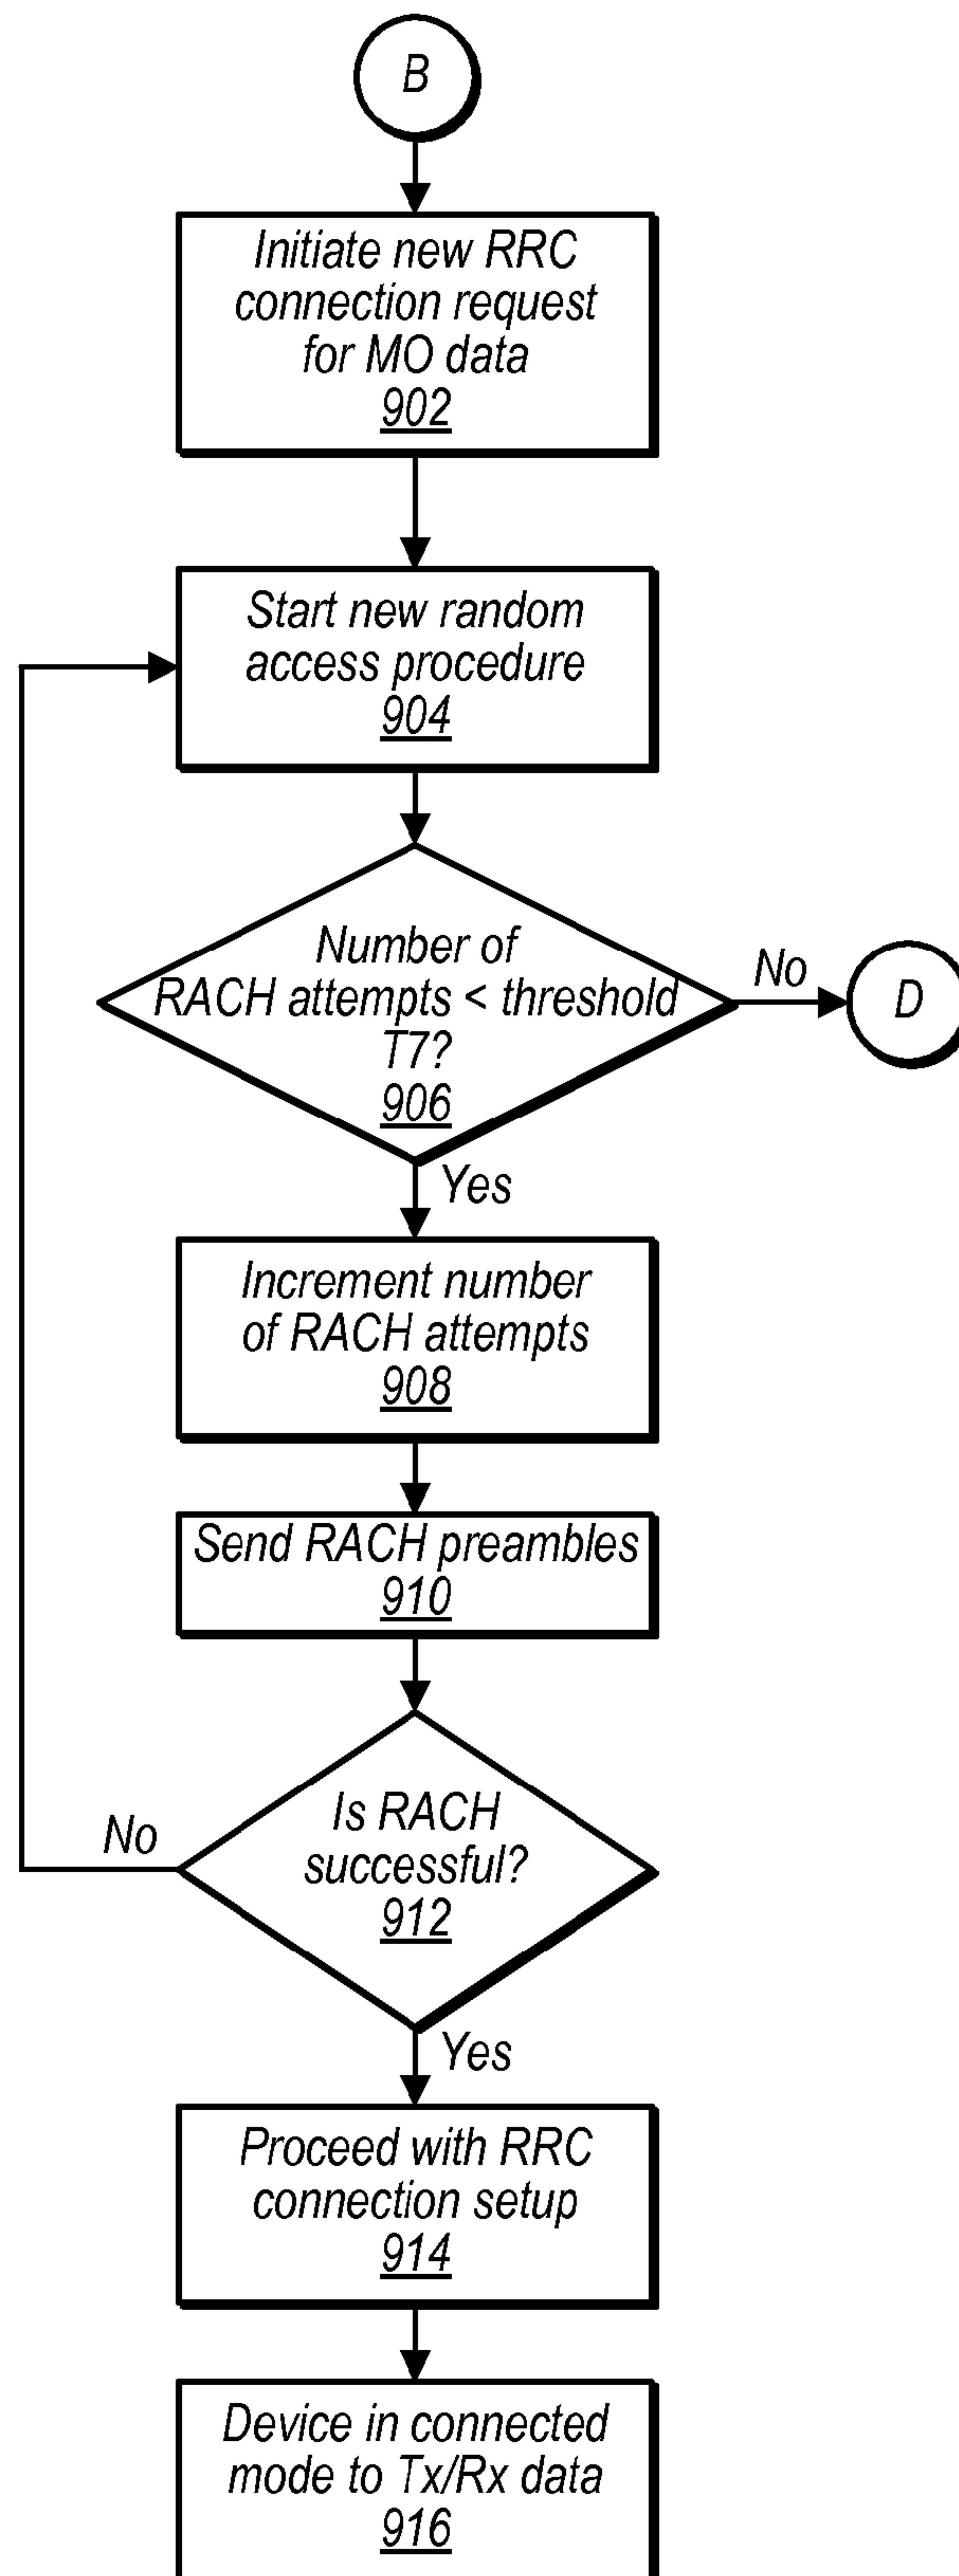 B
Initiate new RRC
connection request
for MO data
902
Start new random
access procedure
904
Number of
RACH attempts < threshold
T7?
906
No
D
Yes
Increment number
of RACH attempts
908
Send RACH preambles
910
Is RACH
successful?
912
No
Yes
Proceed with RRC
connection setup
914
Device in connected
mode to Tx/Rx data
916